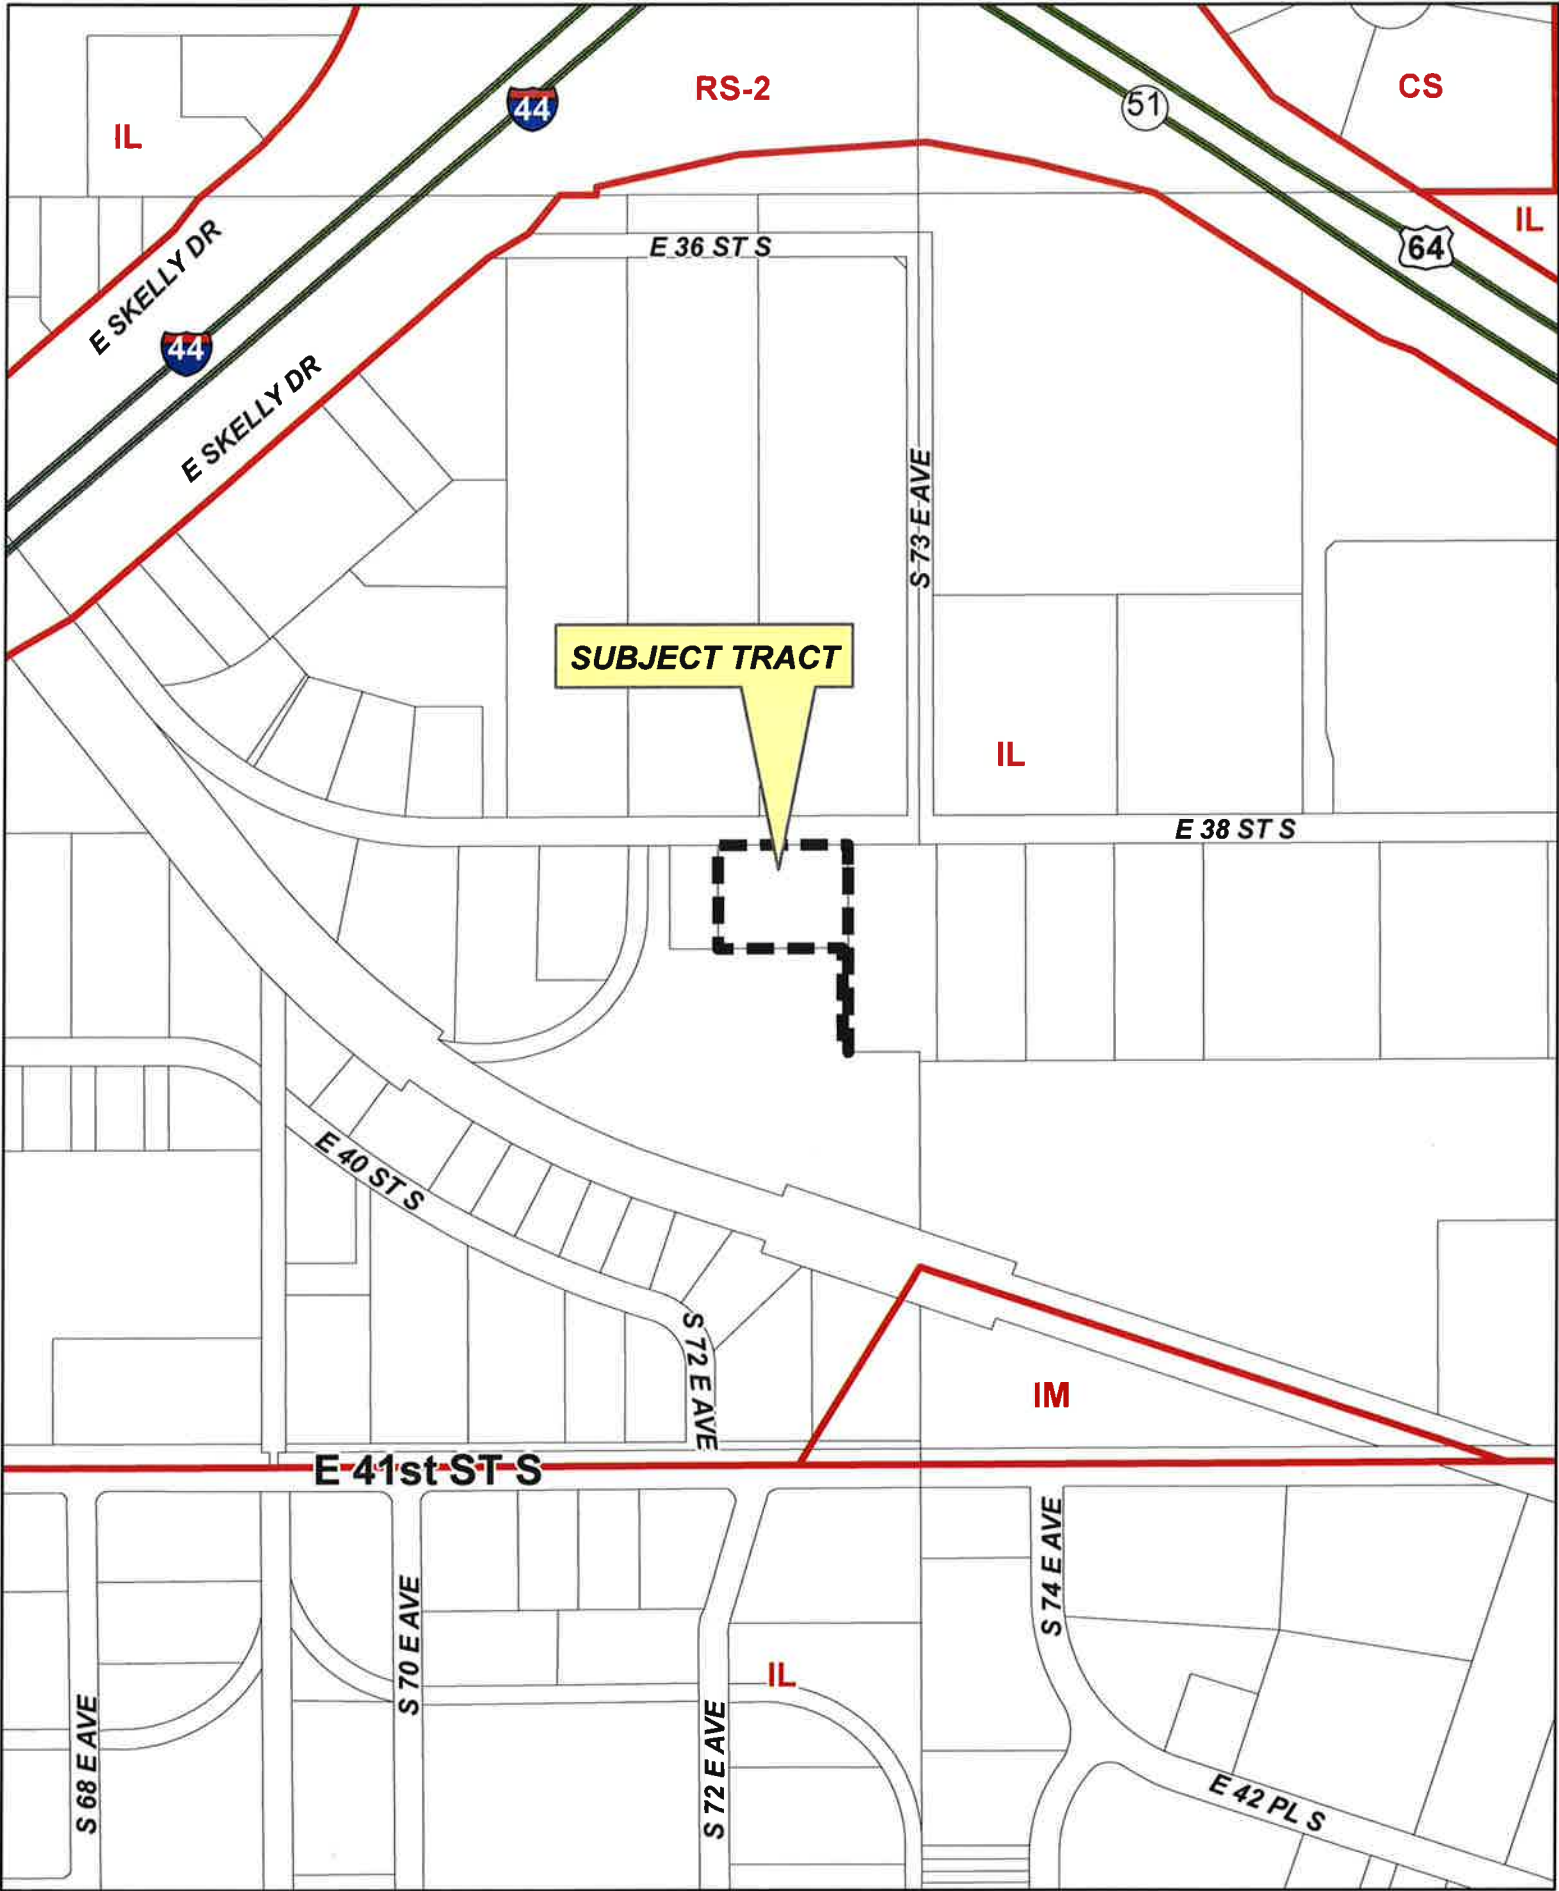 RS-2
CS
44
51
IL
IL
64
E SKELLY DR
E 36 ST S
44
E SKELLY DR
S 73 E AVE
SUBJECT TRACT
IL
E 38 ST S
E 40 ST S
S 72 E AVE
IM
E 41st ST S
S 74 E AVE
S 70 E AVE
IL
S 68 E AVE
S 72 E AVE
E 42 PL S